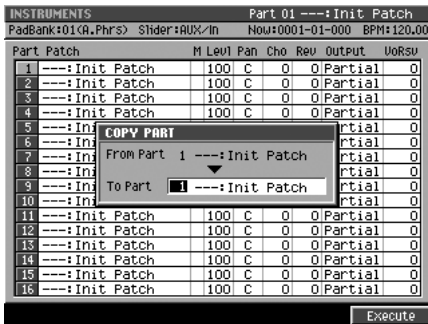 INSTRUMENTS Part 01 ---:Init Patch
PadBank:01(A.Phrs) Slider:AUX/In Now:0001-01-000 BPM:120.00
Part Patch M Levl Pan Cho Rev Output VoRsv
1 ---:Init Patch 100 C 0 0 Partial 0
2 ---:Init Patch 100 C 0 0 Partial 0
3 ---:Init Patch 100 C 0 0 Partial 0
4 ---:Init Patch 100 C 0 0 Partial 0
5 ---:Ini rtial 0
6 ---:Ini rtial 0
7 ---:Ini rtial 0
8 ---:Ini rtial 0
9 ---:Ini rtial 0
10 ---:Ini rtial 0
COPY PART
From Part 1 ---:Init Patch
To Part 1 ---:Init Patch
11 ---:Init Patch 100 C 0 0 Partial 0
12 ---:Init Patch 100 C 0 0 Partial 0
13 ---:Init Patch 100 C 0 0 Partial 0
14 ---:Init Patch 100 C 0 0 Partial 0
15 ---:Init Patch 100 C 0 0 Partial 0
16 ---:Init Patch 100 C 0 0 Partial 0
Execute